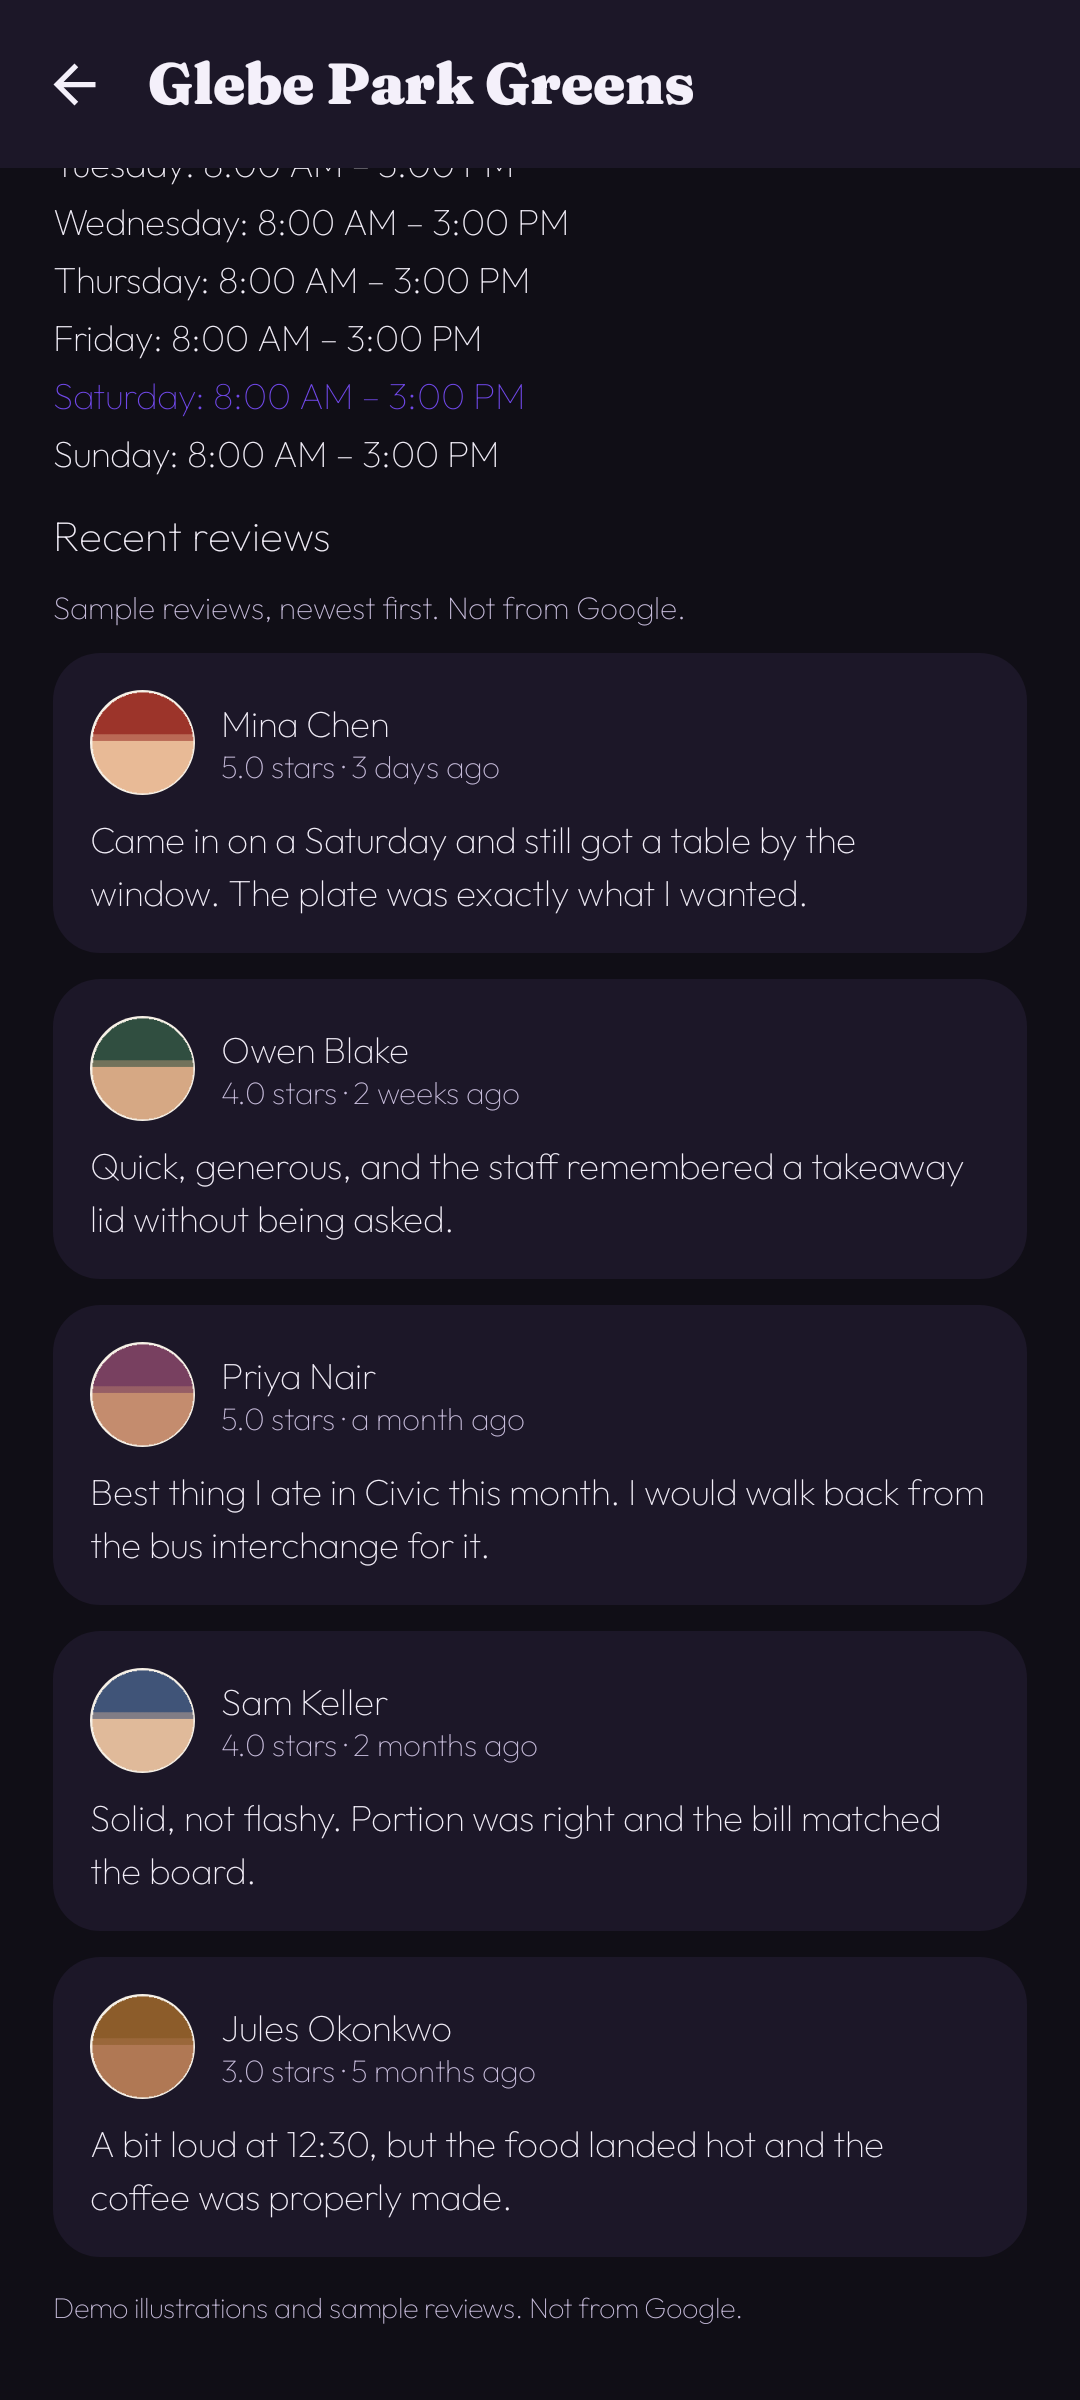 Glebe Park Greens
Tuesday: 8:00 AM – 3:00 PM
Wednesday: 8:00 AM – 3:00 PM
Thursday: 8:00 AM – 3:00 PM
Friday: 8:00 AM – 3:00 PM
Saturday: 8:00 AM – 3:00 PM
Sunday: 8:00 AM – 3:00 PM
Recent reviews
Sample reviews, newest first. Not from Google.
Mina Chen
5.0 stars · 3 days ago
Came in on a Saturday and still got a table by the
window. The plate was exactly what I wanted.
Owen Blake
4.0 stars · 2 weeks ago
Quick, generous, and the staff remembered a takeaway
lid without being asked.
Priya Nair
5.0 stars · a month ago
Best thing I ate in Civic this month. I would walk back from
the bus interchange for it.
Sam Keller
4.0 stars · 2 months ago
Solid, not flashy. Portion was right and the bill matched
the board.
Jules Okonkwo
3.0 stars · 5 months ago
A bit loud at 12:30, but the food landed hot and the
coffee was properly made.
Demo illustrations and sample reviews. Not from Google.